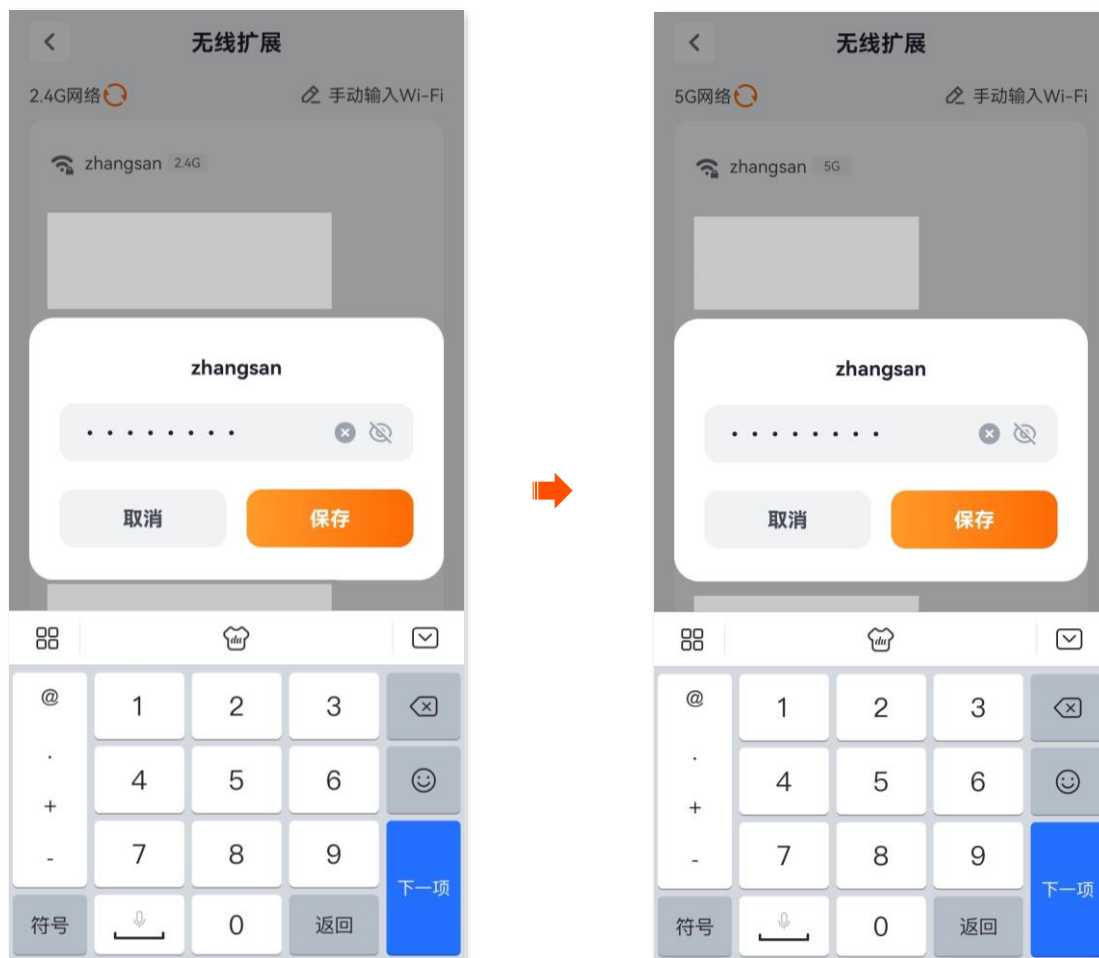 无线扩展
2.4G网络 手动输入Wi-Fi
zhangsan 2.4G
zhangsan
取消 保存
du
@ 1 2 3
. 4 5 6
+
- 7 8 9
下一项
符号 0 返回
无线扩展
5G网络 手动输入Wi-Fi
zhangsan 5G
zhangsan
取消 保存
du
@ 1 2 3
. 4 5 6
+
- 7 8 9
下一项
符号 0 返回